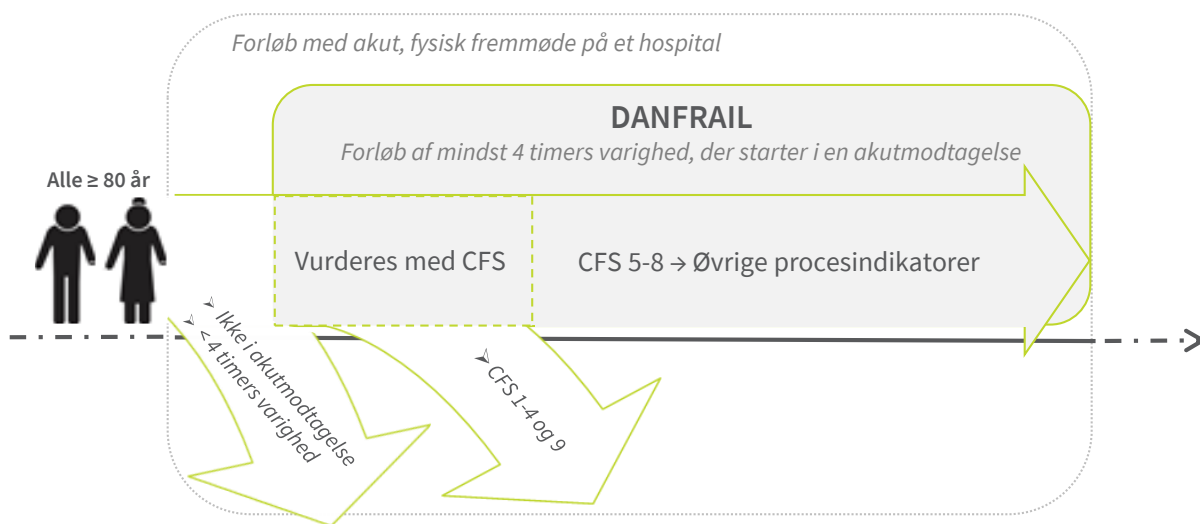 Forløb med akut, fysisk fremmøde på et hospital
DANFRAIL
Forløb af mindst 4 timers varighed, der starter i en akutmodtagelse
Alle ≥ 80 år
Vurderes med CFS
CFS 5-8 → Øvrige procesindikatorer
➢ Ikke i akutmodtagelse
➢ < 4 timers varighed
➢ CFS 1-4 og 9